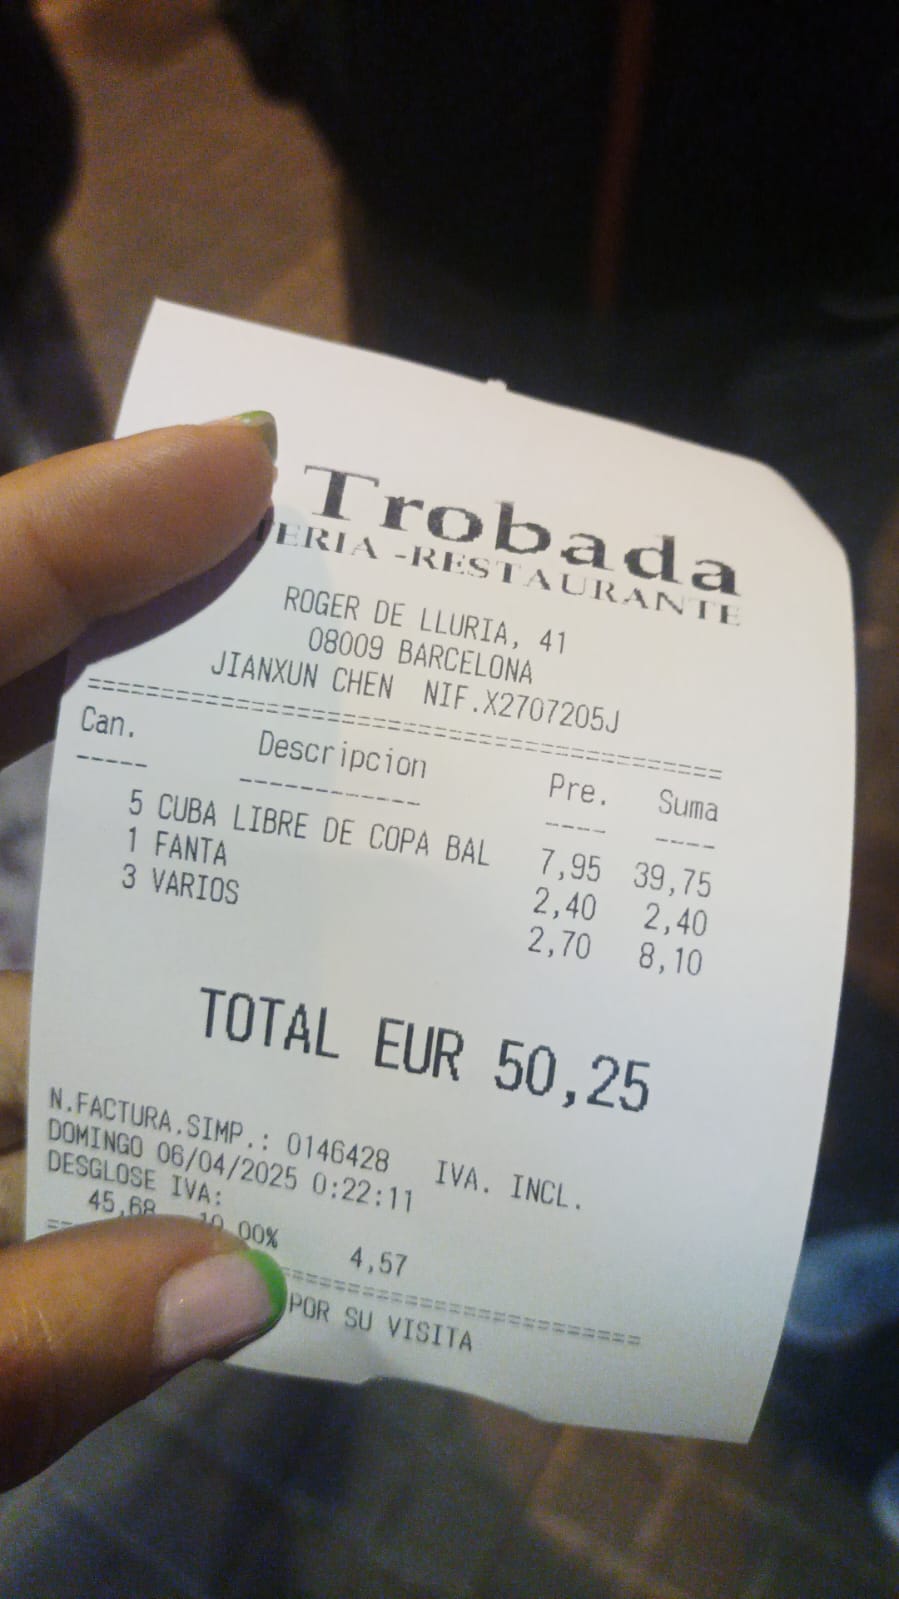 Trobada
TERIA-RESTAURANTE
ROGER DE LLURIA, 41
08009 BARCELONA
JIANXUN CHEN NIF.X2707205J
========================================
Can. Descripcion Pre. Suma
----- ------------ ---- ----
5 CUBA LIBRE DE COPA BAL 7,95 39,75
1 FANTA 2,40 2,40
3 VARIOS 2,70 8,10
TOTAL EUR 50,25
N.FACTURA.SIMP.: 0146428 IVA. INCL.
DOMINGO 06/04/2025 0:22:11
DESGLOSE IVA:
45,68 10,00% 4,57
========================================
POR SU VISITA